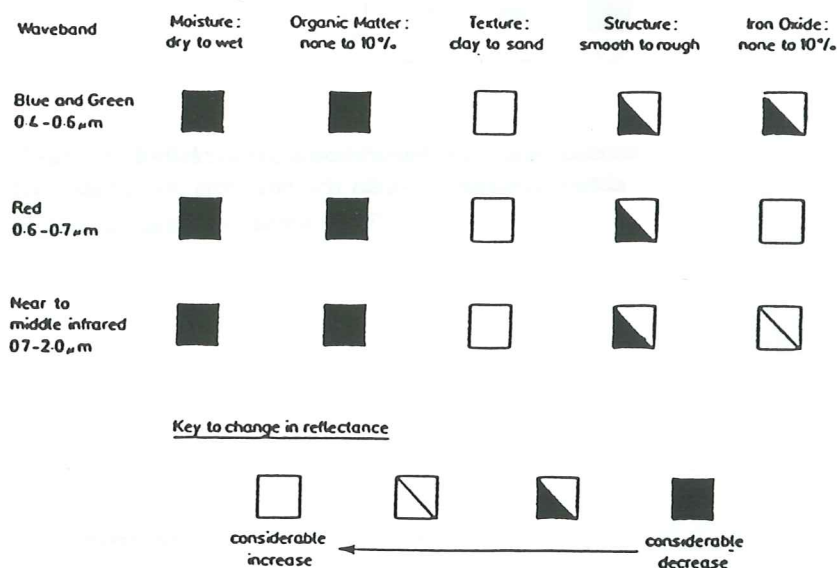 Waveband
Moisture:
dry to wet
Organic Matter:
none to 10%
Texture:
clay to sand
Structure:
smooth to rough
Iron Oxide:
none to 10%
Blue and Green
0·4-0·6µm
Red
0·6-0·7µm
Near to
middle infrared
07-2·0µm
Key to change in reflectance
considerable
increase
considerable
decrease